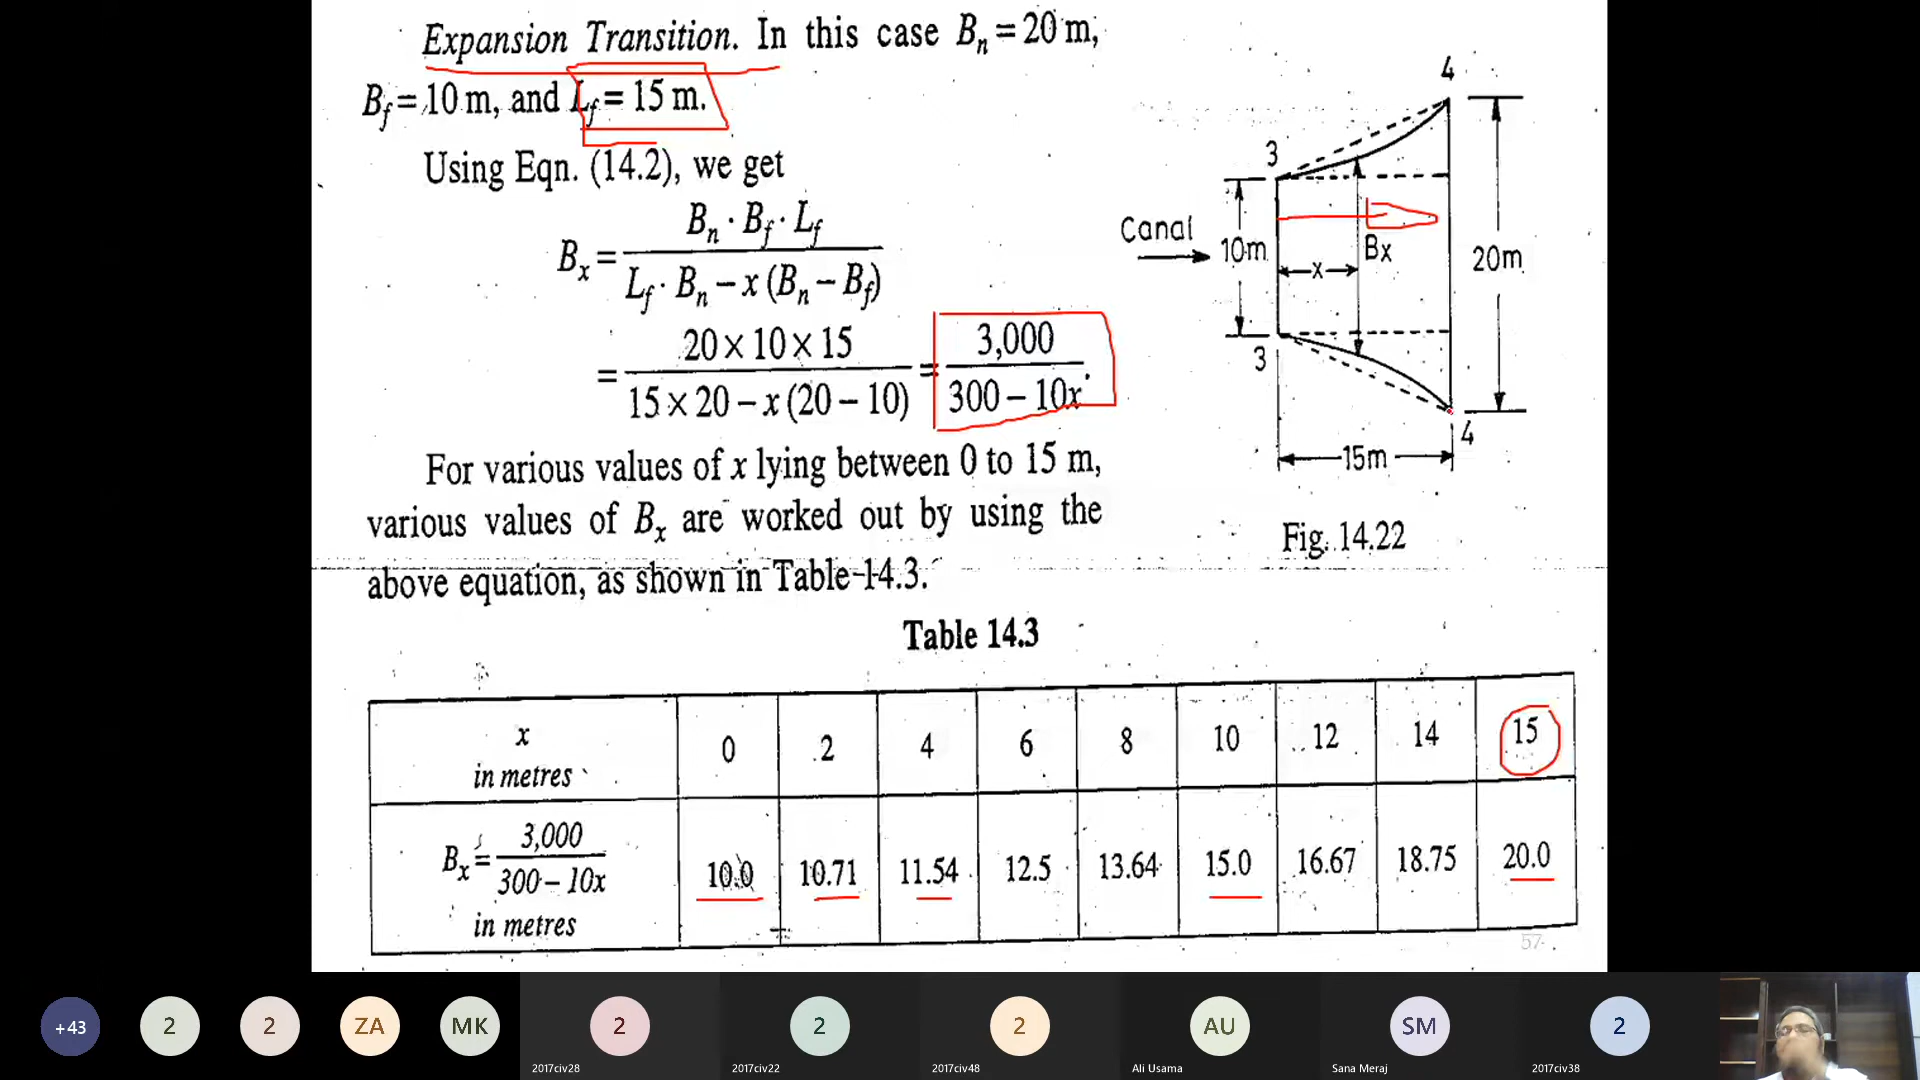 Expansion Transition. In this case Bn = 20 m,
Bf = 10 m, and Lf = 15 m.
Using Eqn. (14.2), we get
Bx = Bn · Bf · Lf / Lf · Bn − x (Bn − Bf)
= 20 × 10 × 15 / 15 × 20 − x (20 − 10) = 3,000 / 300 − 10x.
For various values of x lying between 0 to 15 m,
various values of Bx are worked out by using the
above equation, as shown in Table 14.3.
4
3
Canal
10m
x
Bx
20m
3
4
15m
Fig. 14.22
Table 14.3
x
in metres
0 2 4 6 8 10 12 14 15
Bx = 3,000 / 300 − 10x
in metres
10.0 10.71 11.54 12.5 13.64 15.0 16.67 18.75 20.0
57
+43 2 2 ZA MK 2 2 2 AU SM 2
2017civ28 2017civ22 2017civ48 Ali Usama Sana Meraj 2017civ38